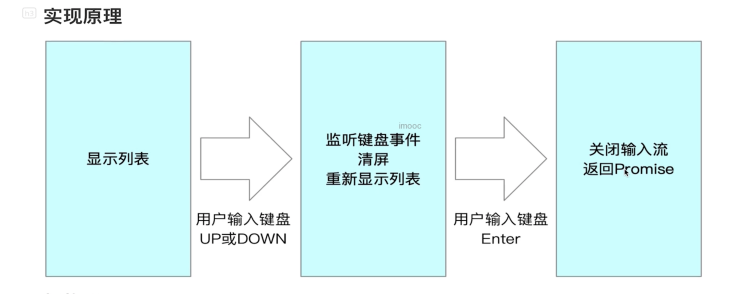 h1 实现原理
显示列表
用户输入键盘
UP或DOWN
imooc
监听键盘事件
清屏
重新显示列表
用户输入键盘
Enter
关闭输入流
返回Promise